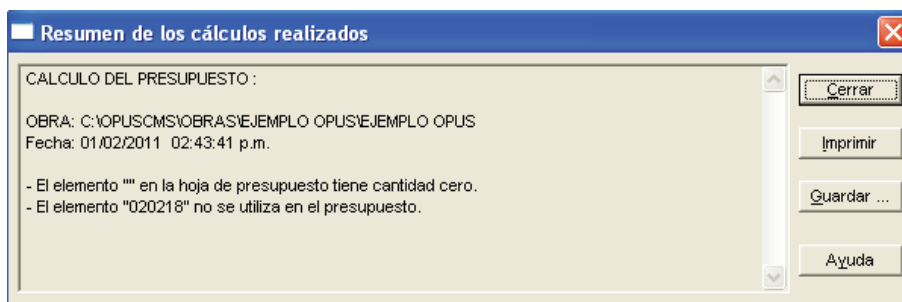 Resumen de los cálculos realizados
CALCULO DEL PRESUPUESTO :
OBRA: C:\OPUSCMS\OBRAS\EJEMPLO OPUS\EJEMPLO OPUS
Fecha: 01/02/2011 02:43:41 p.m.
- El elemento "" en la hoja de presupuesto tiene cantidad cero.
- El elemento "020218" no se utiliza en el presupuesto.
Cerrar
Imprimir
Guardar ...
Ayuda